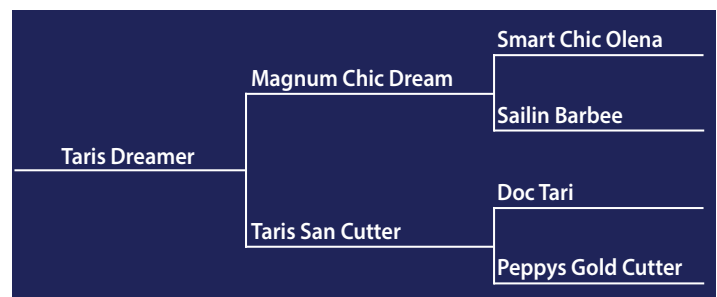 Smart Chic Olena
Magnum Chic Dream
Sailin Barbee
Taris Dreamer
Doc Tari
Taris San Cutter
Peppys Gold Cutter